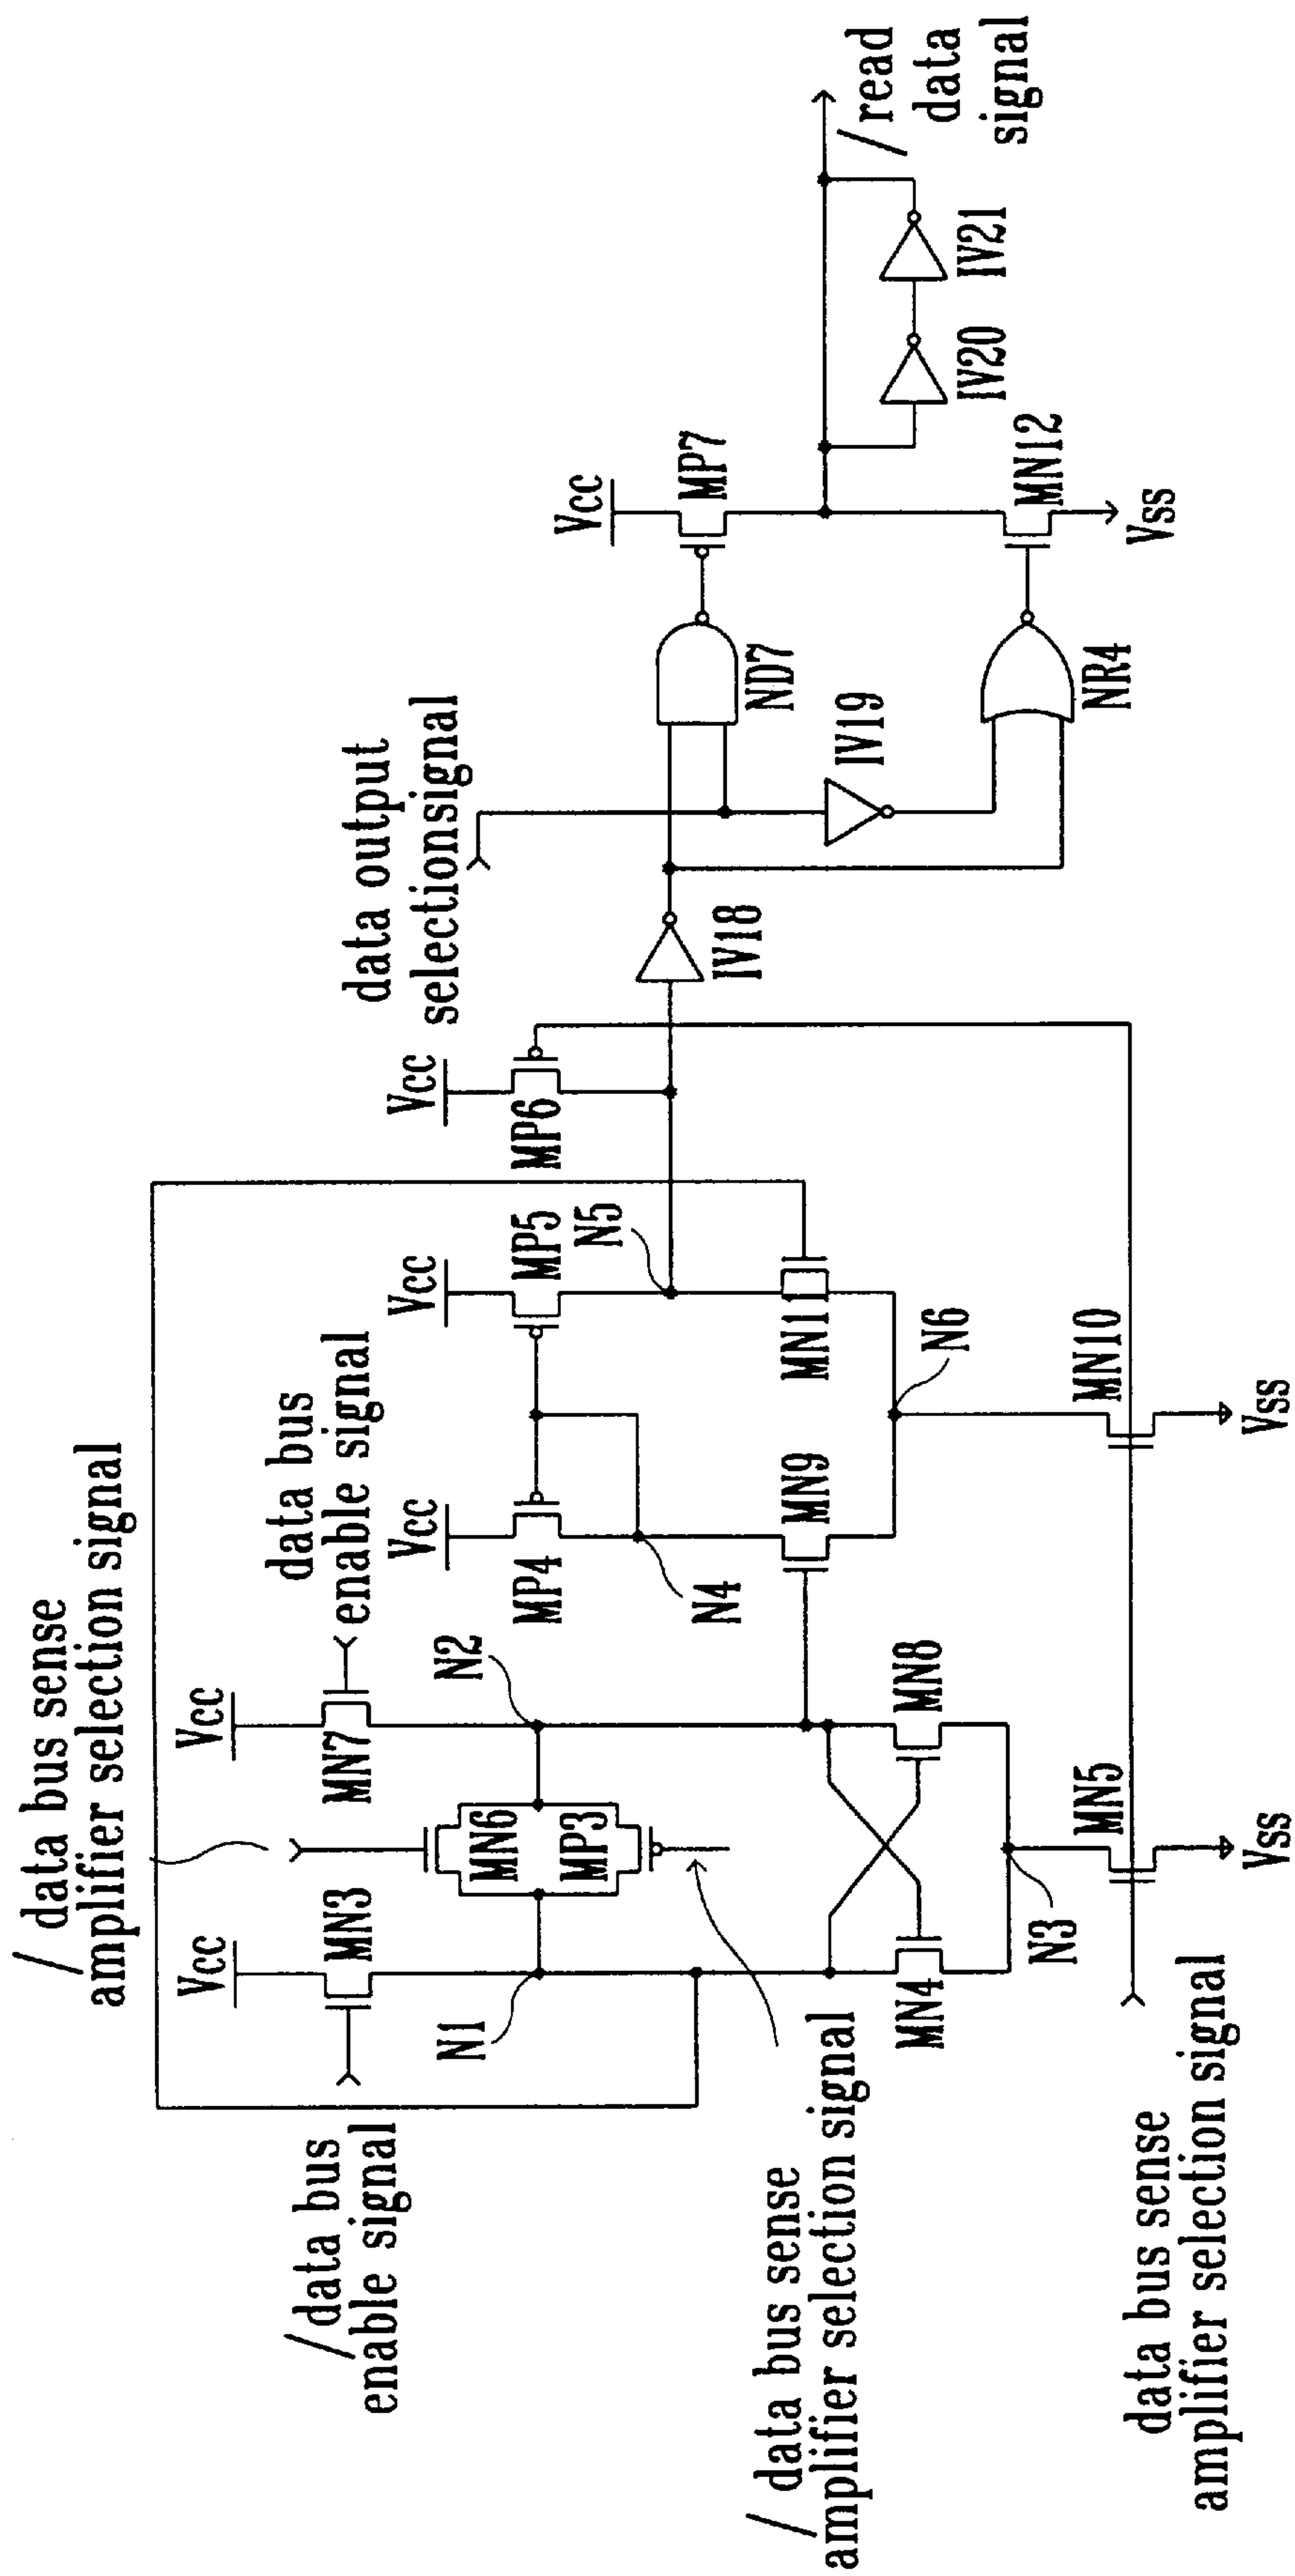 / data bus sense
amplifier selection signal
/data bus
enable signal
Vcc
MN3
N1
MN6
MP3
Vcc
MN7
N2
data bus
enable signal
/ data bus sense
amplifier selection signal
MN4
MN8
N3
MN5
Vss
data bus sense
amplifier selection signal
Vcc
MP4
N4
MN9
Vcc
MP5
N5
MN11
N6
MN10
Vss
Vcc
MP6
IV18
data output
selectionsignal
ND7
IV19
NR4
Vcc
MP7
MN12
Vss
IV20
IV21
/ read
data
signal